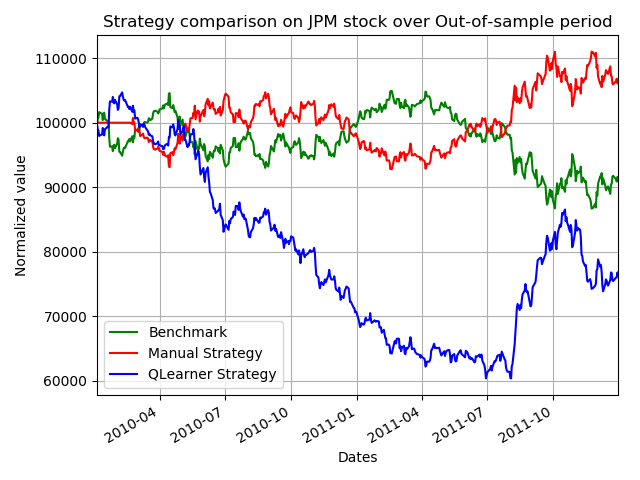 Strategy comparison on JPM stock over Out-of-sample period
Normalized value
110000
100000
90000
80000
70000
60000
Benchmark
Manual Strategy
QLearner Strategy
2010-04
2010-07
2010-10
2011-01
2011-04
2011-07
2011-10
Dates